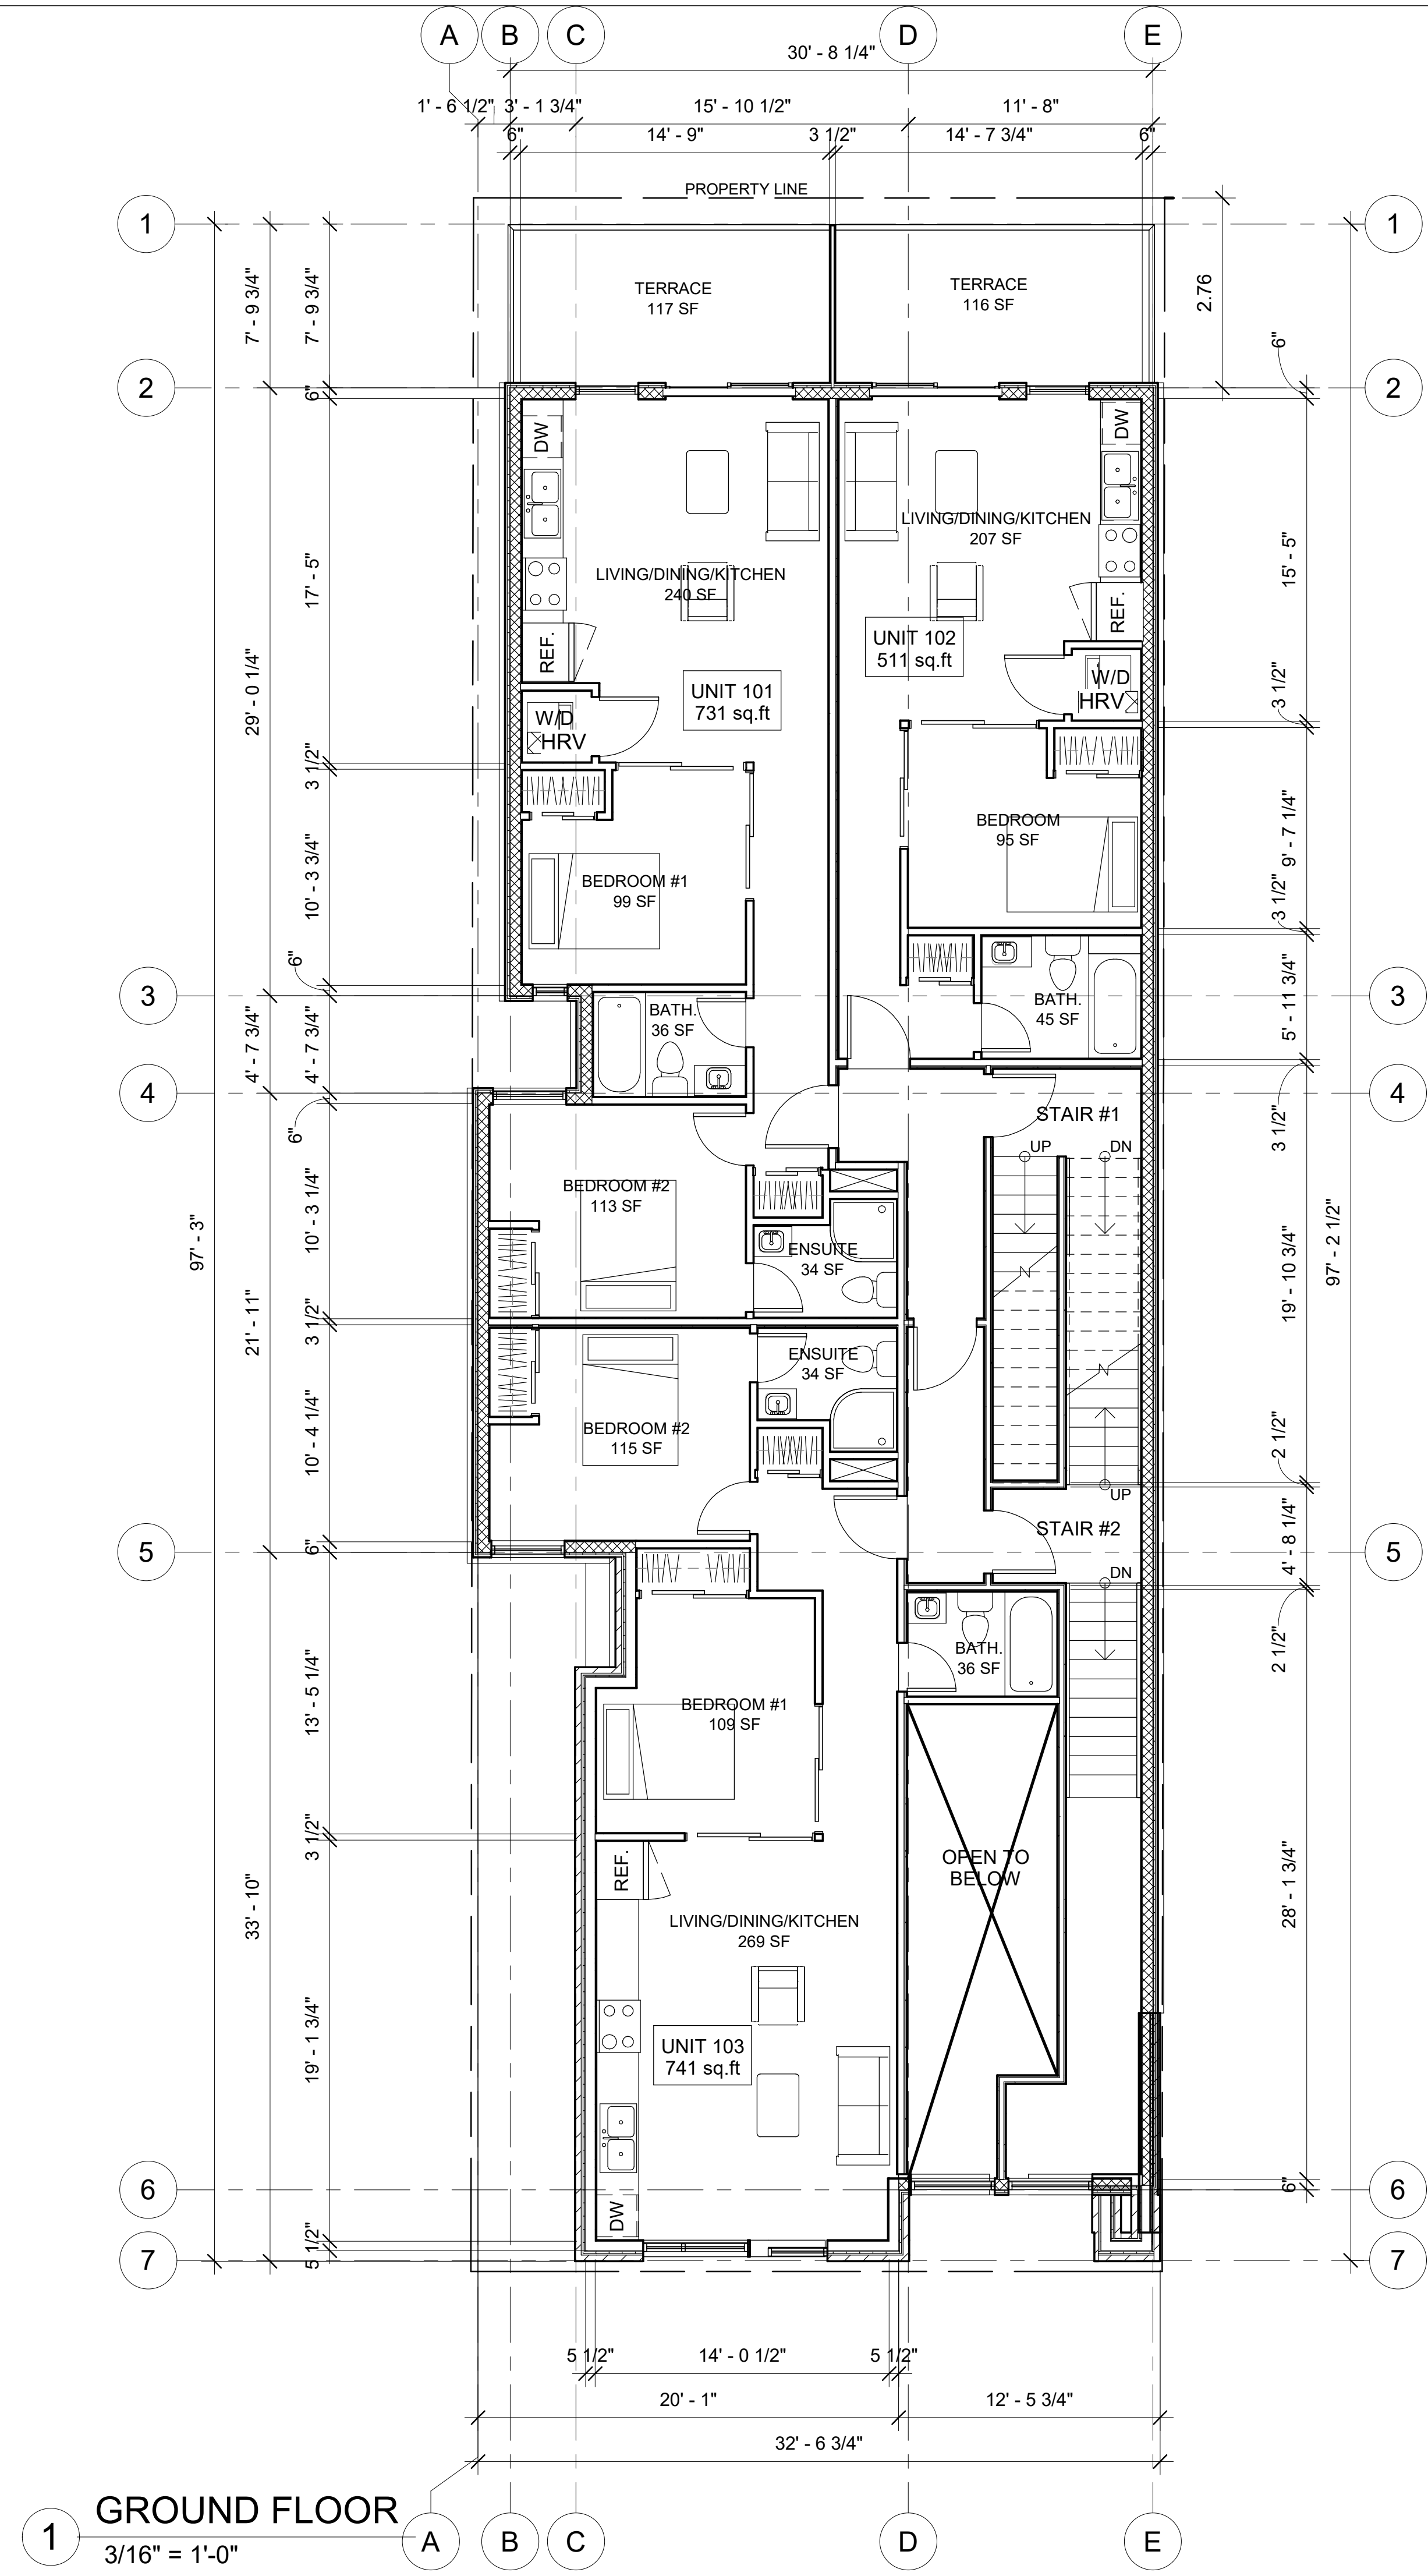 A B C D E
30' - 8 1/4"
1' - 6 1/2" 3' - 1 3/4" 15' - 10 1/2" 11' - 8"
6" 14' - 9" 3 1/2" 14' - 7 3/4" 6"
PROPERTY LINE
1 1
7' - 9 3/4" 7' - 9 3/4"
TERRACE
117 SF
TERRACE
116 SF
2.76
6"
2 2
6"
DW
DW
LIVING/DINING/KITCHEN
207 SF
17' - 5"
LIVING/DINING/KITCHEN
240 SF
15' - 5"
REF.
REF.
UNIT 102
511 sq.ft
29' - 0 1/4"
UNIT 101
731 sq.ft
W/D
HRV
W/D
HRV
3 1/2"
3 1/2"
BEDROOM
95 SF
9' - 7 1/4"
10' - 3 3/4"
BEDROOM #1
99 SF
3 1/2"
6"
3 3
BATH.
36 SF
BATH.
45 SF
5' - 11 3/4"
4' - 7 3/4" 4' - 7 3/4"
4 4
6"
STAIR #1
3 1/2"
UP DN
10' - 3 1/4"
BEDROOM #2
113 SF
97' - 3"
ENSUITE
34 SF
19' - 10 3/4"
97' - 2 1/2"
21' - 11"
3 1/2"
ENSUITE
34 SF
10' - 4 1/4"
BEDROOM #2
115 SF
2 1/2"
UP
STAIR #2
4' - 8 1/4"
5 5
6"
DN
BATH.
36 SF
2 1/2"
13' - 5 1/4"
BEDROOM #1
109 SF
3 1/2"
REF.
OPEN TO
BELOW
33' - 10"
LIVING/DINING/KITCHEN
269 SF
28' - 1 3/4"
19' - 1 3/4"
UNIT 103
741 sq.ft
6 6
6"
DW
5 1/2"
7 7
5 1/2" 14' - 0 1/2" 5 1/2"
20' - 1" 12' - 5 3/4"
32' - 6 3/4"
GROUND FLOOR
1 A B C D E
3/16" = 1'-0"